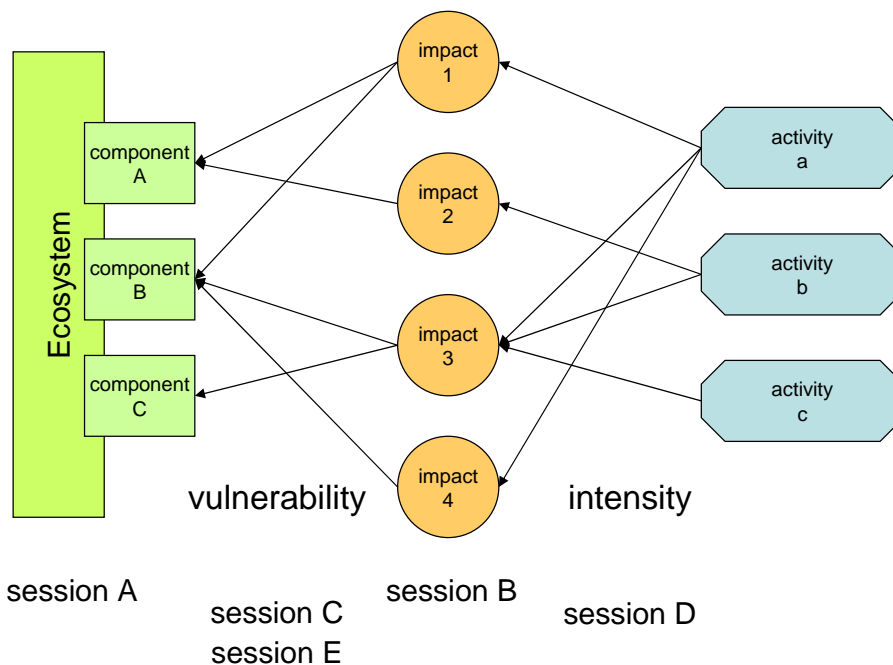 impact
1
activity
a
component
A
impact
2
Ecosystem
component
B
activity
b
impact
3
component
C
activity
c
impact
4
vulnerability
intensity
session A
session B
session C
session D
session E